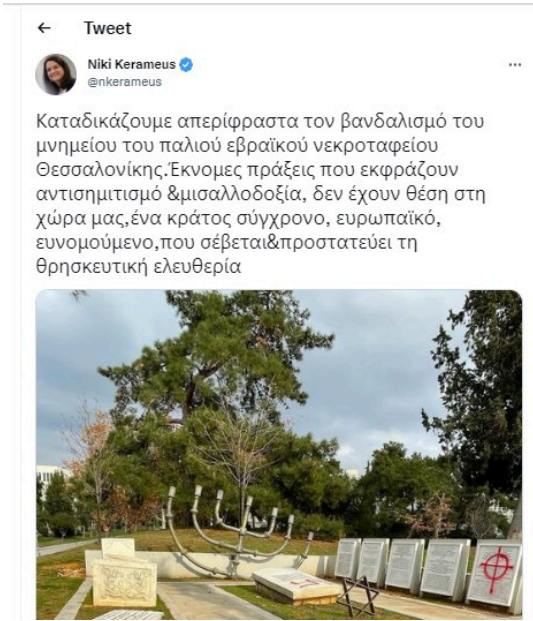 Tweet
Niki Kerameus
@nkerameus
Καταδικάζουμε απερίφραστα τον βανδαλισμό του
μνημείου του παλιού εβραϊκού νεκροταφείου
Θεσσαλονίκης.Έκνομες πράξεις που εκφράζουν
αντισημιτισμό &μισαλλοδοξία, δεν έχουν θέση στη
χώρα μας,ένα κράτος σύγχρονο, ευρωπαϊκό,
ευνομούμενο,που σέβεται&προστατεύει τη
θρησκευτική ελευθερία